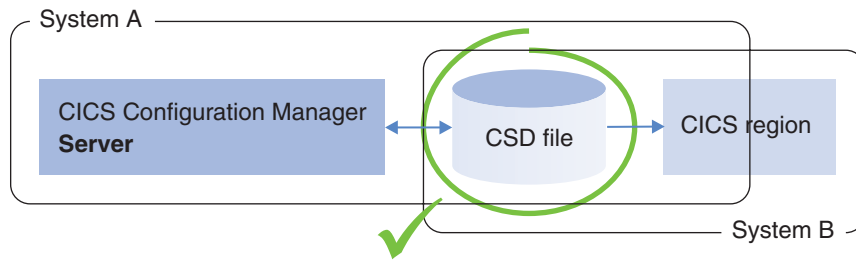 System A
CICS Configuration Manager
Server
CSD file
CICS region
System B